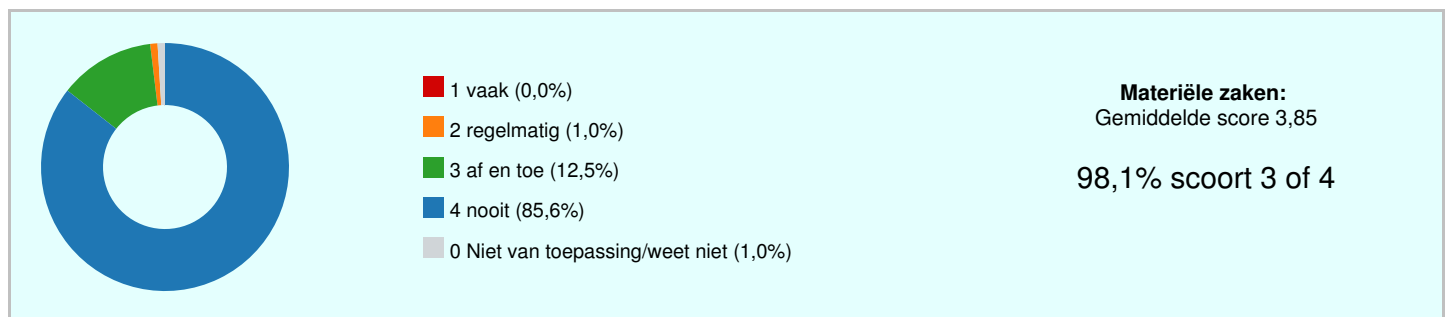 1 vaak (0,0%)
2 regelmatig (1,0%)
3 af en toe (12,5%)
4 nooit (85,6%)
0 Niet van toepassing/weet niet (1,0%)
Materiële zaken:
Gemiddelde score 3,85
98,1% scoort 3 of 4